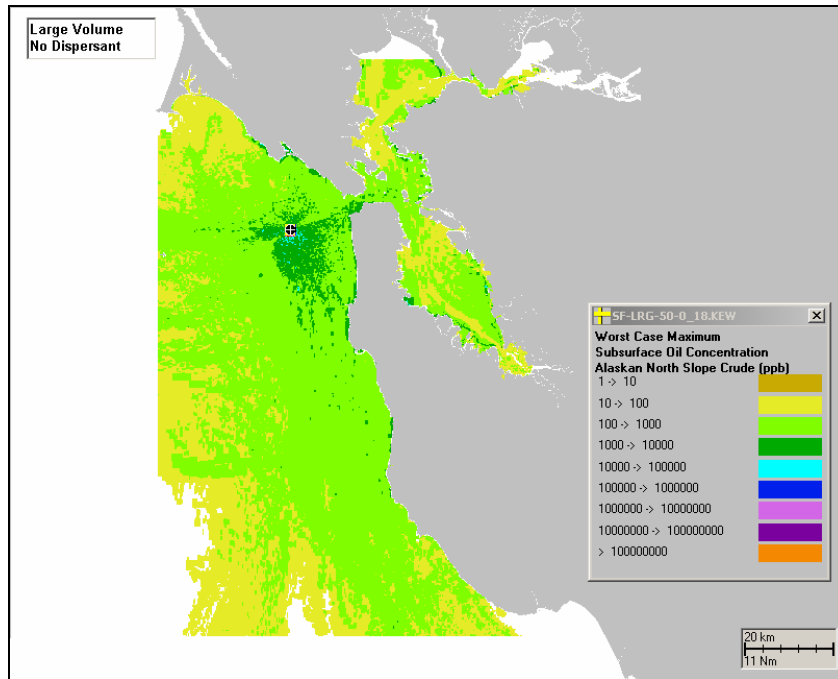 Large Volume
No Dispersant
SF-LRG-50-0_18.KEW
Worst Case Maximum
Subsurface Oil Concentration
Alaskan North Slope Crude (ppb)
1 -> 10
10 -> 100
100 -> 1000
1000 -> 10000
10000 -> 100000
100000 -> 1000000
1000000 -> 10000000
10000000 -> 100000000
> 100000000
20 km
11 Nm